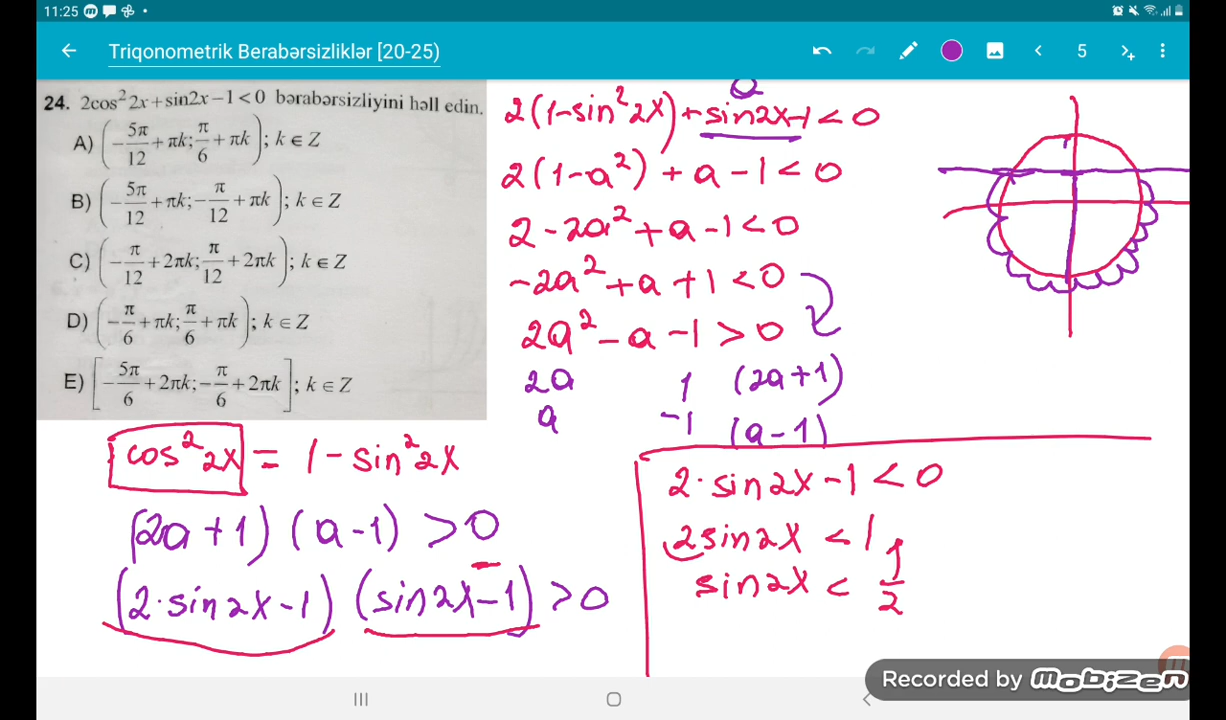 11:25
Triqonometrik Berabərsizliklər [20-25]
5
24. 2cos²2x+sin2x−1<0 bərabərsizliyini həll edin.
A) (−5π/12 + πk; π/6 + πk); k ∈ Z
B) (−5π/12 + πk; −π/12 + πk); k ∈ Z
C) (−π/12 + 2πk; π/12 + 2πk); k ∈ Z
D) (−π/6 + πk; π/6 + πk); k ∈ Z
E) [−5π/6 + 2πk; −π/6 + 2πk]; k ∈ Z
cos²2x = 1 − sin²2x
(2a+1)(a−1) > 0
(2·sin2x−1)(sin2x−1) > 0
a
2(1−sin²2x)+sin2x−1<0
2(1−a²)+a−1<0
2−2a²+a−1<0
−2a²+a+1<0
2a²−a−1>0
2a 1 (2a+1)
a −1 (a−1)
2·sin2x−1<0
2sin2x<1
sin2x<1/2
Recorded by mobizen